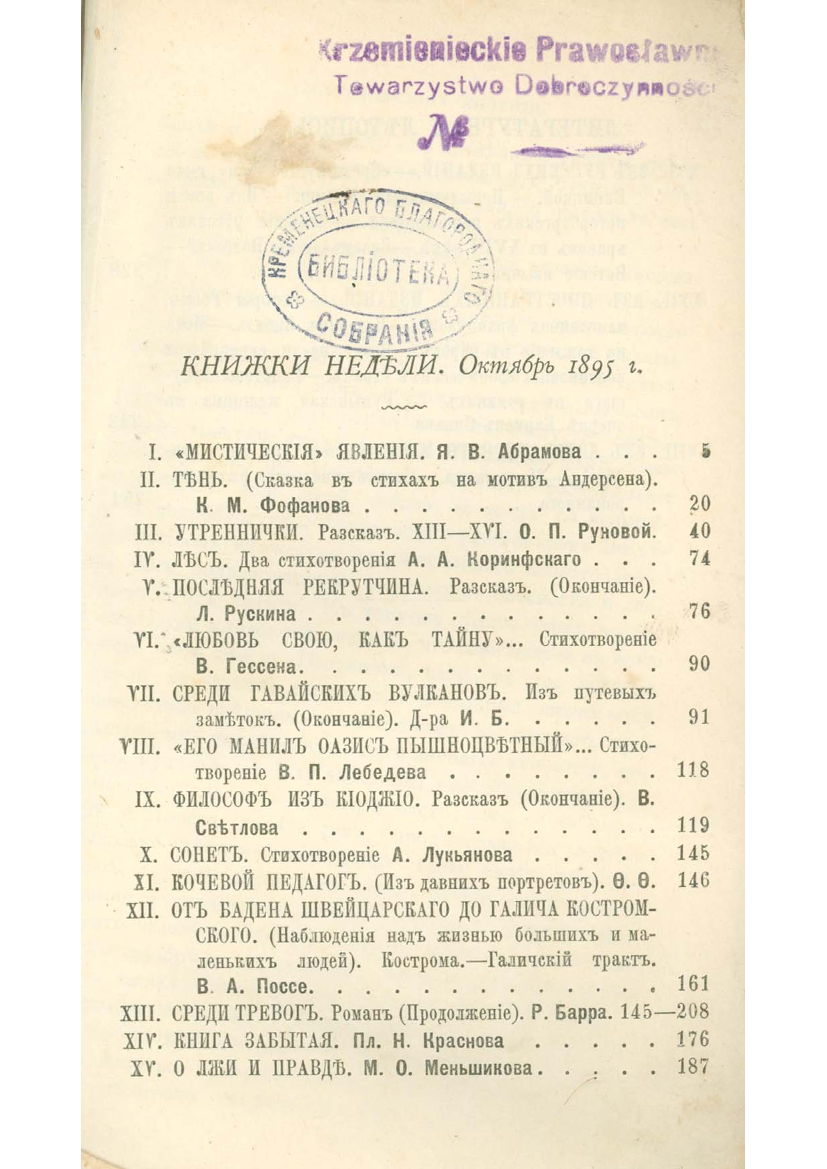 Krzemienieckie Prawosławn
Towarzystwo Dobroczynności
№
КРЕМЕНЕЦКАГО БЛАГОРОДНАГО
БИБЛІОТЕКА
СОБРАНІЯ
КНИЖКИ НЕДѢЛИ. Октябрь 1895 г.
I. «МИСТИЧЕСКІЯ» ЯВЛЕНІЯ. Я. В. Абрамова . . . 5
II. ТѢНЬ. (Сказка въ стихахъ на мотив Андерсена).
К. М. Фофанова . . . . . . . . . . . 20
III. УТРЕННИЧКИ. Разсказъ. XIII—XVI. О. П. Руновой. 40
IV. ЛѢСЪ. Два стихотворенія А. А. Коринфскаго . . . 74
V. ПОСЛѢДНЯЯ РЕКРУТЧИНА. Разсказъ. (Окончаніе).
Л. Рускина . . . . . . . . . . . . . 76
VI. «ЛЮБОВЬ СВОЮ, КАКЪ ТАЙНУ»... Стихотвореніе
В. Гессена. . . . . . . . . . . . . . 90
VII. СРЕДИ ГАВАЙСКИХЪ ВУЛКАНОВЪ. Изъ путевыхъ
замѣтокъ. (Окончаніе). Д-ра И. Б. . . . . . 91
VIII. «ЕГО МАНИЛЪ ОАЗИСЪ ПЫШНОЦВѢТНЫЙ»... Стихо-
твореніе В. П. Лебедева . . . . . . . . 118
IX. ФИЛОСОФЪ ИЗЪ КІОДЖІО. Разсказъ (Окончаніе). В.
Свѣтлова . . . . . . . . . . . . . 119
X. СОНЕТЪ. Стихотвореніе А. Лукьянова . . . . . 145
XI. КОЧЕВОЙ ПЕДАГОГЪ. (Изъ давнихъ портретовъ). Ѳ. Ѳ. 146
XII. ОТЪ БАДЕНА ШВЕЙЦАРСКАГО ДО ГАЛИЧА КОСТРОМ-
СКОГО. (Наблюденія надъ жизнью большихъ и ма-
леньkихъ людей). Кострома.—Галичскій трактъ.
В. А. Поссе. . . . . . . . . . . . . 161
XIII. СРЕДИ ТРЕВОГЪ. Романъ (Продолженіе). Р. Барра. 145—208
XIV. КНИГА ЗАБЫТАЯ. Пл. Н. Краснова . . . . . 176
XV. О ЛЖИ И ПРАВДѢ. М. О. Меньшикова. . . . . 187